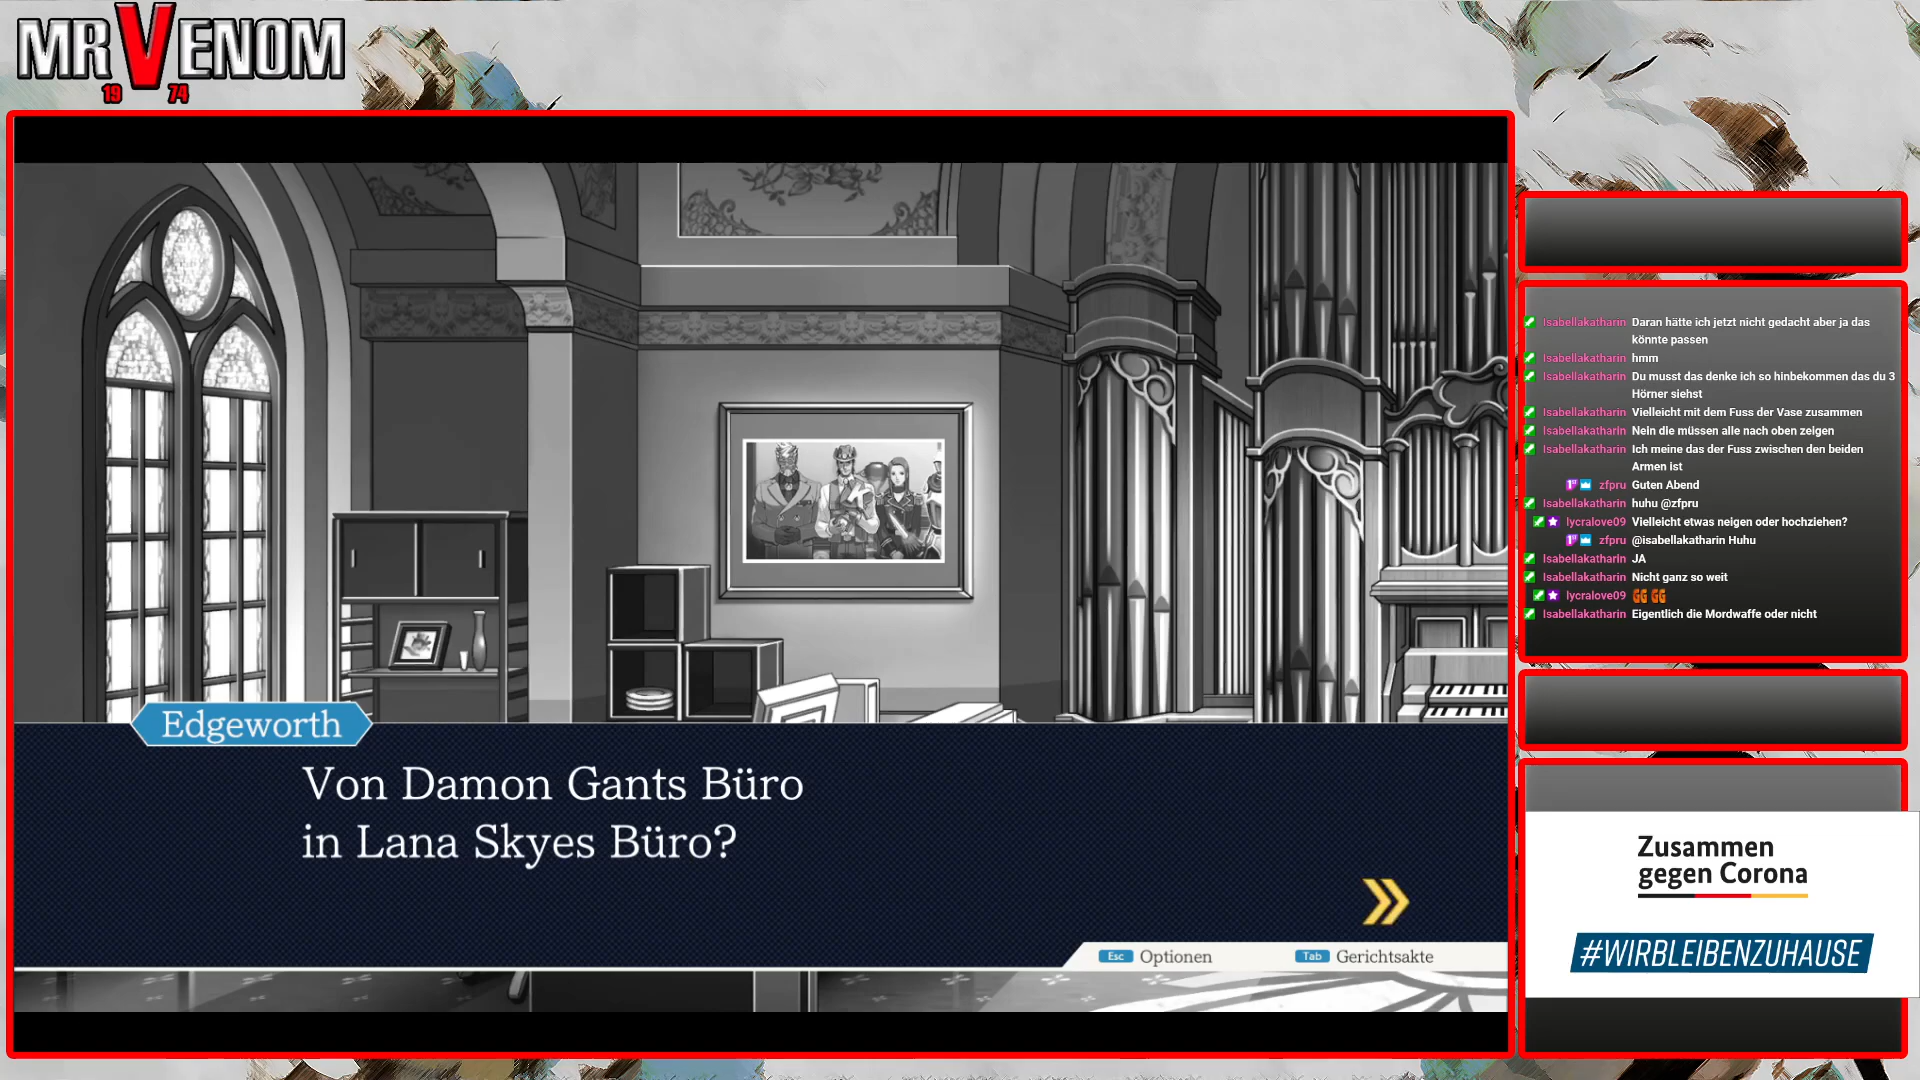 MRVENOM
19 74
Edgeworth
Von Damon Gants Büro
in Lana Skyes Büro?
Esc Optionen Tab Gerichtsakte
Isabellakatharin Daran hätte ich jetzt nicht gedacht aber ja das
könnte passen
Isabellakatharin hmm
Isabellakatharin Du musst das denke ich so hinbekommen das du 3
Hörner siehst
Isabellakatharin Vielleicht mit dem Fuss der Vase zusammen
Isabellakatharin Nein die müssen alle nach oben zeigen
Isabellakatharin Ich meine das der Fuss zwischen den beiden
Armen ist
zfpru Guten Abend
Isabellakatharin huhu @zfpru
lycralove09 Vielleicht etwas neigen oder hochziehen?
zfpru @isabellakatharin Huhu
Isabellakatharin JA
Isabellakatharin Nicht ganz so weit
lycralove09 GG GG
Isabellakatharin Eigentlich die Mordwaffe oder nicht
Zusammen
gegen Corona
#WIRBLEIBENZUHAUSE